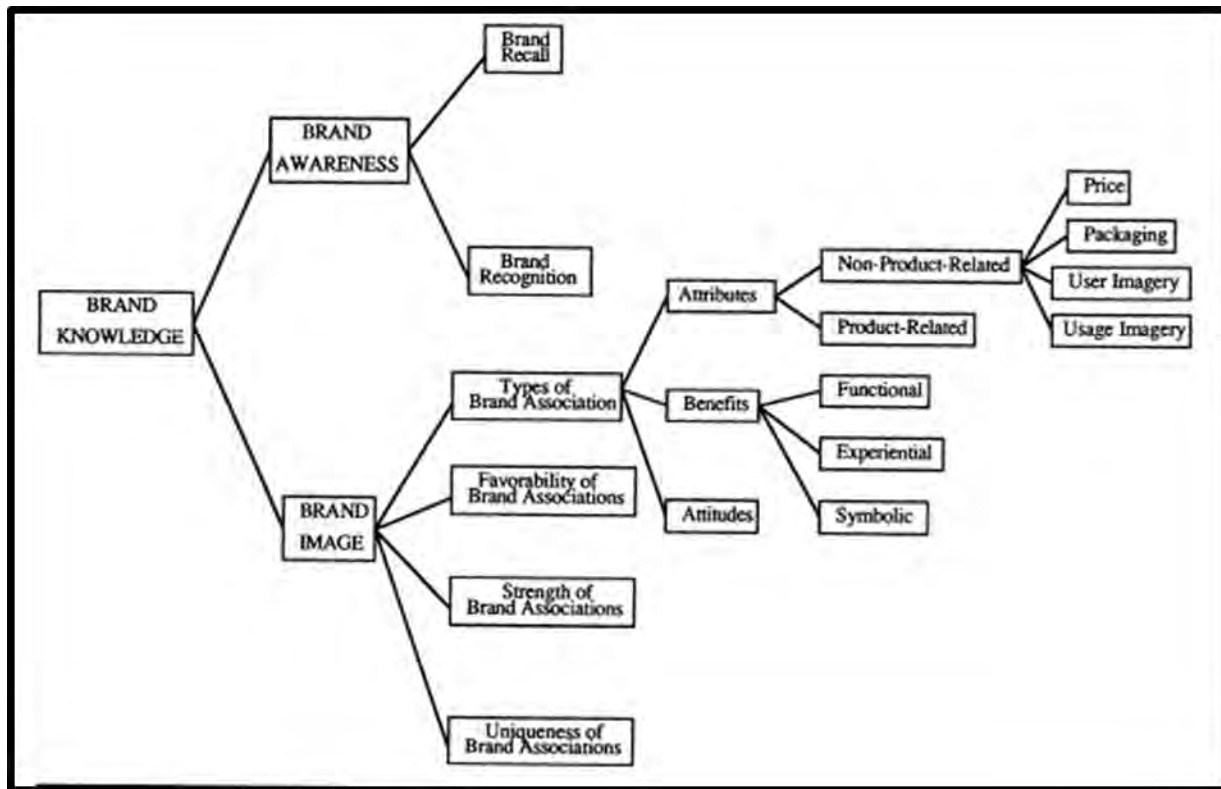 Brand
Recall
BRAND
AWARENESS
Brand
Recognition
BRAND
KNOWLEDGE
Price
Packaging
Non-Product-Related
User Imagery
Attributes
Product-Related
Usage Imagery
Types of
Brand Association
Benefits
Functional
Experiential
Favorability of
Brand Associations
Attitudes
Symbolic
BRAND
IMAGE
Strength of
Brand Associations
Uniqueness of
Brand Associations